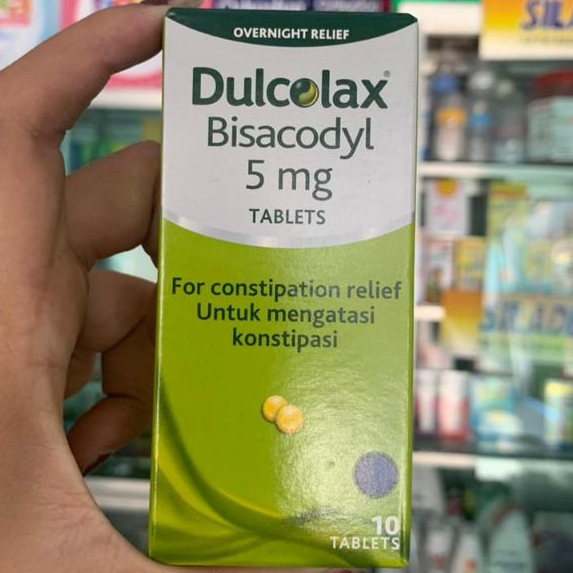 OVERNIGHT RELIEF
Dulcolax®
Bisacodyl
5 mg
TABLETS
For constipation relief
Untuk mengatasi
konstipasi
10
TABLETS